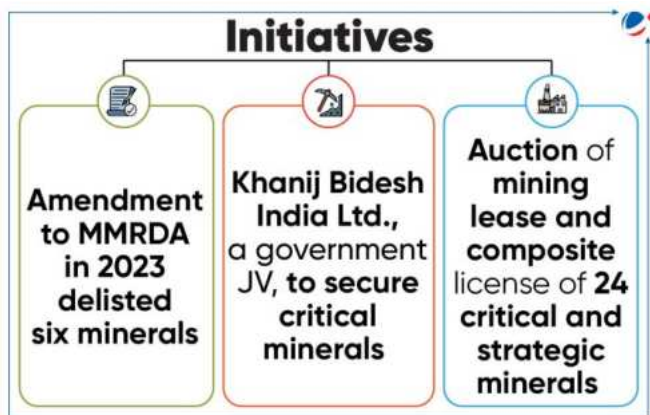 Initiatives
Amendment
to MMRDA
in 2023
delisted
six minerals
Khanij Bidesh
India Ltd.,
a government
JV, to secure
critical
minerals
Auction of
mining
lease and
composite
license of 24
critical and
strategic
minerals